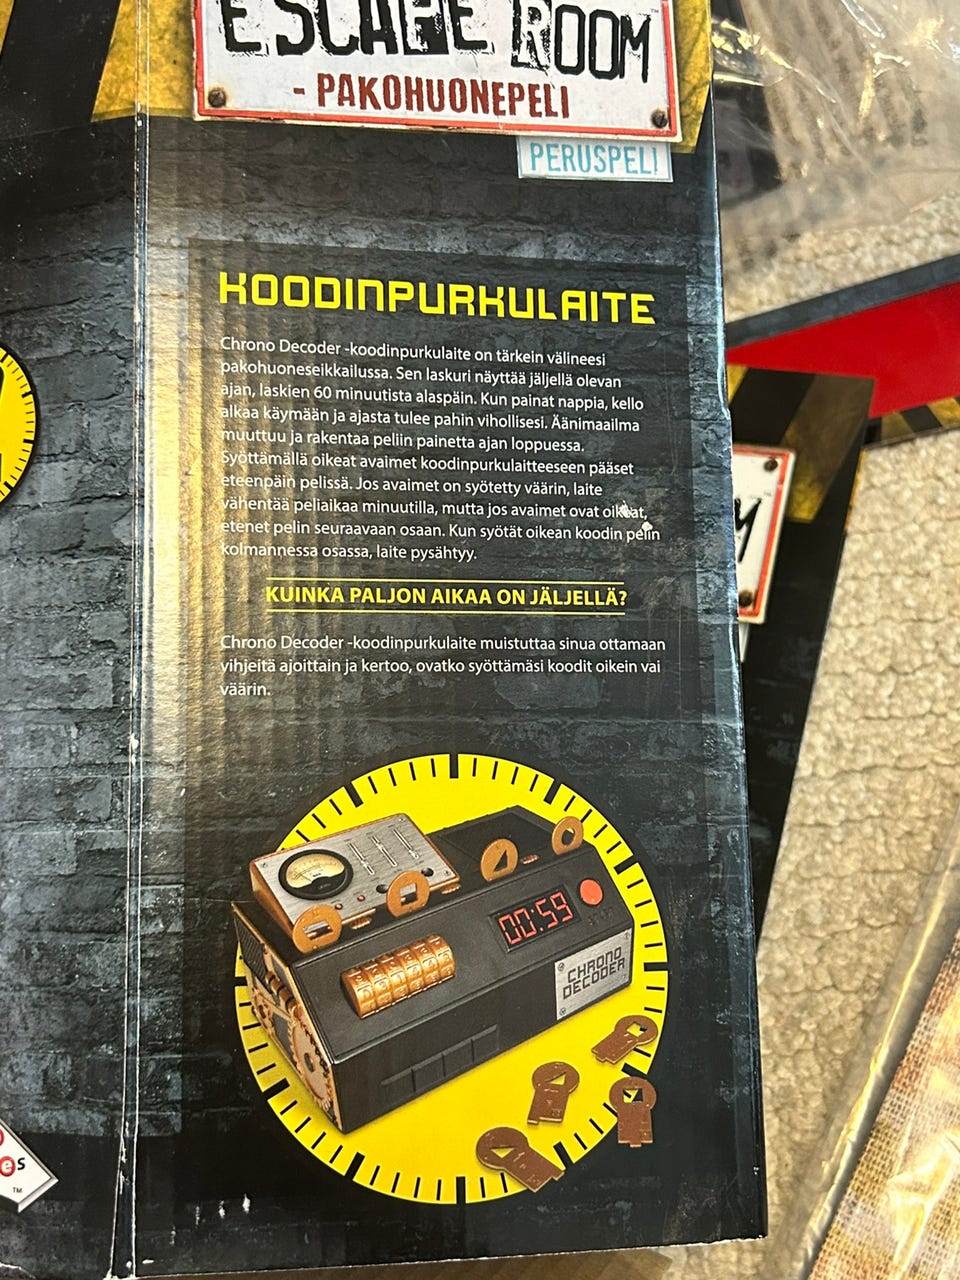 ESCAPE ROOM
- PAKOHUONEPELI
PERUSPELI
KOODINPURKULAITE
Chrono Decoder -koodinpurkulaite on tärkein välineesi
pakohuoneseikkailussa. Sen laskuri näyttää jäljellä olevan
ajan, laskien 60 minuutista alaspäin. Kun painat nappia, kello
alkaa käymään ja ajasta tulee pahin vihollisesi. Äänimaailma
muuttuu ja rakentaa peliin painetta ajan loppuessa.
Syöttämällä oikeat avaimet koodinpurkulaitteeseen pääset
eteenpäin pelissä. Jos avaimet on syötetty väärin, laite
vähentää peliaikaa minuutilla, mutta jos avaimet ovat oikeat,
etenet pelin seuraavaan osaan. Kun syötät oikean koodin pelin
kolmannessa osassa, laite pysähtyy.
KUINKA PALJON AIKAA ON JÄLJELLÄ?
Chrono Decoder -koodinpurkulaite muistuttaa sinua ottamaan
vihjeitä ajoittain ja kertoo, ovatko syöttämäsi koodit oikein vai
väärin.
00:59
CHRONO
DECODER
es
TM